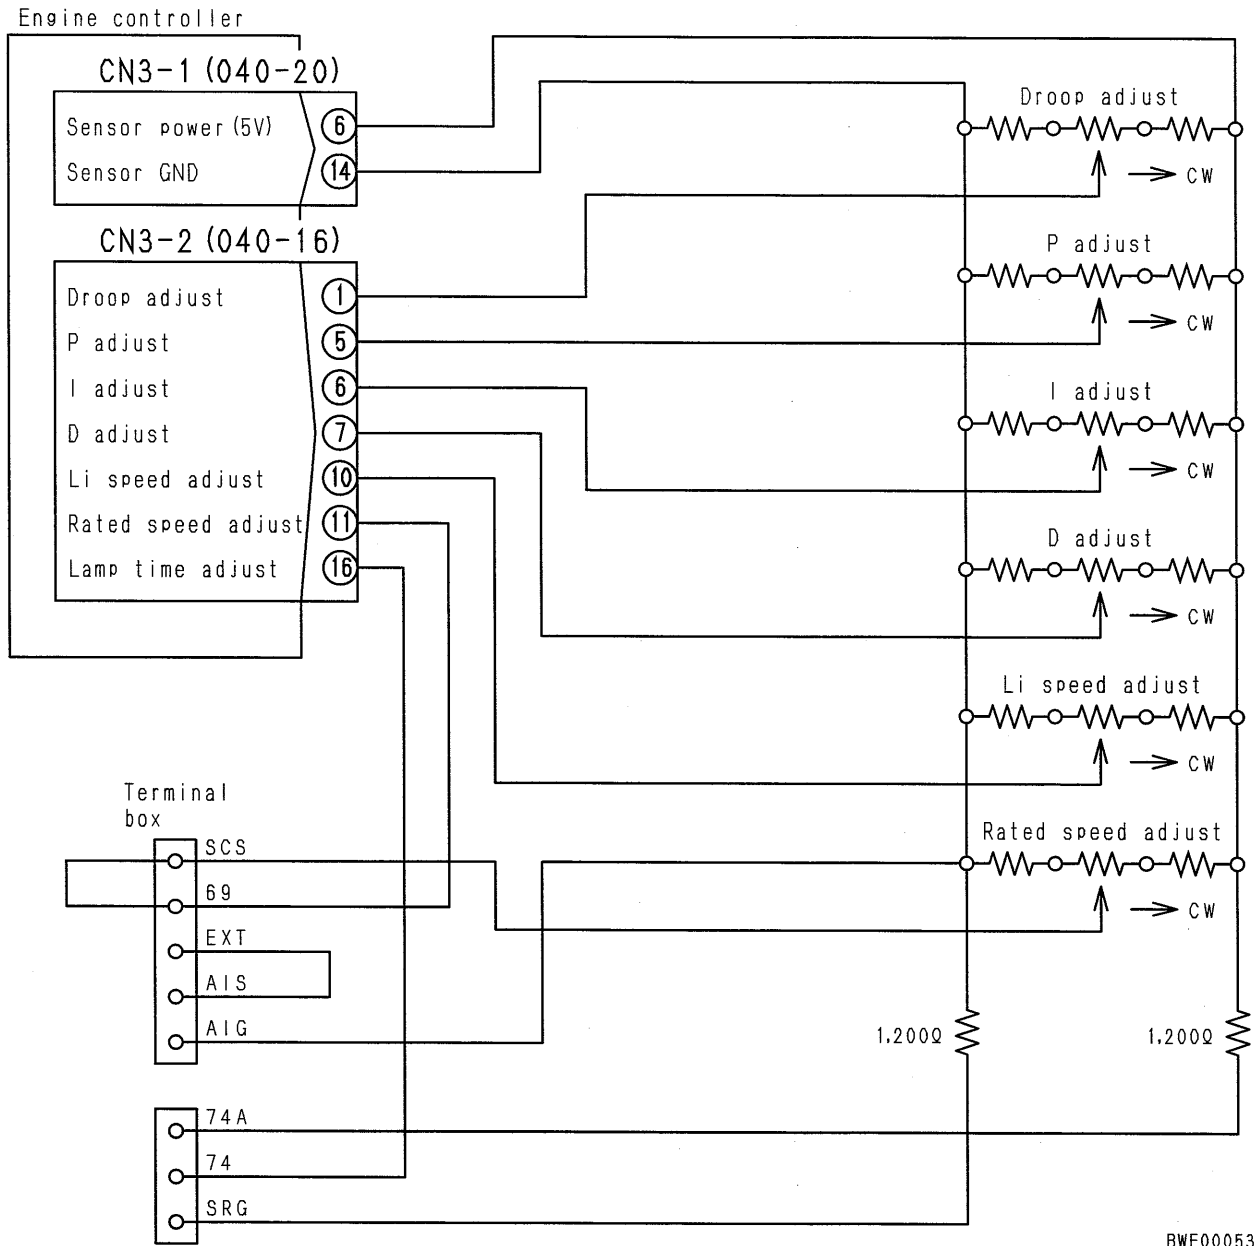 Engine controller
CN3-1 (040-20)
Sensor power (5V) 6
Sensor GND 14
CN3-2 (040-16)
Droop adjust 1
P adjust 5
I adjust 6
D adjust 7
Li speed adjust 10
Rated speed adjust 11
Lamp time adjust 16
Droop adjust
CW
P adjust
CW
I adjust
CW
D adjust
CW
Li speed adjust
CW
Rated speed adjust
CW
Terminal
box
SCS
69
EXT
AIS
AIG
1.200Ω
1.200Ω
74A
74
SRG
BWE00053